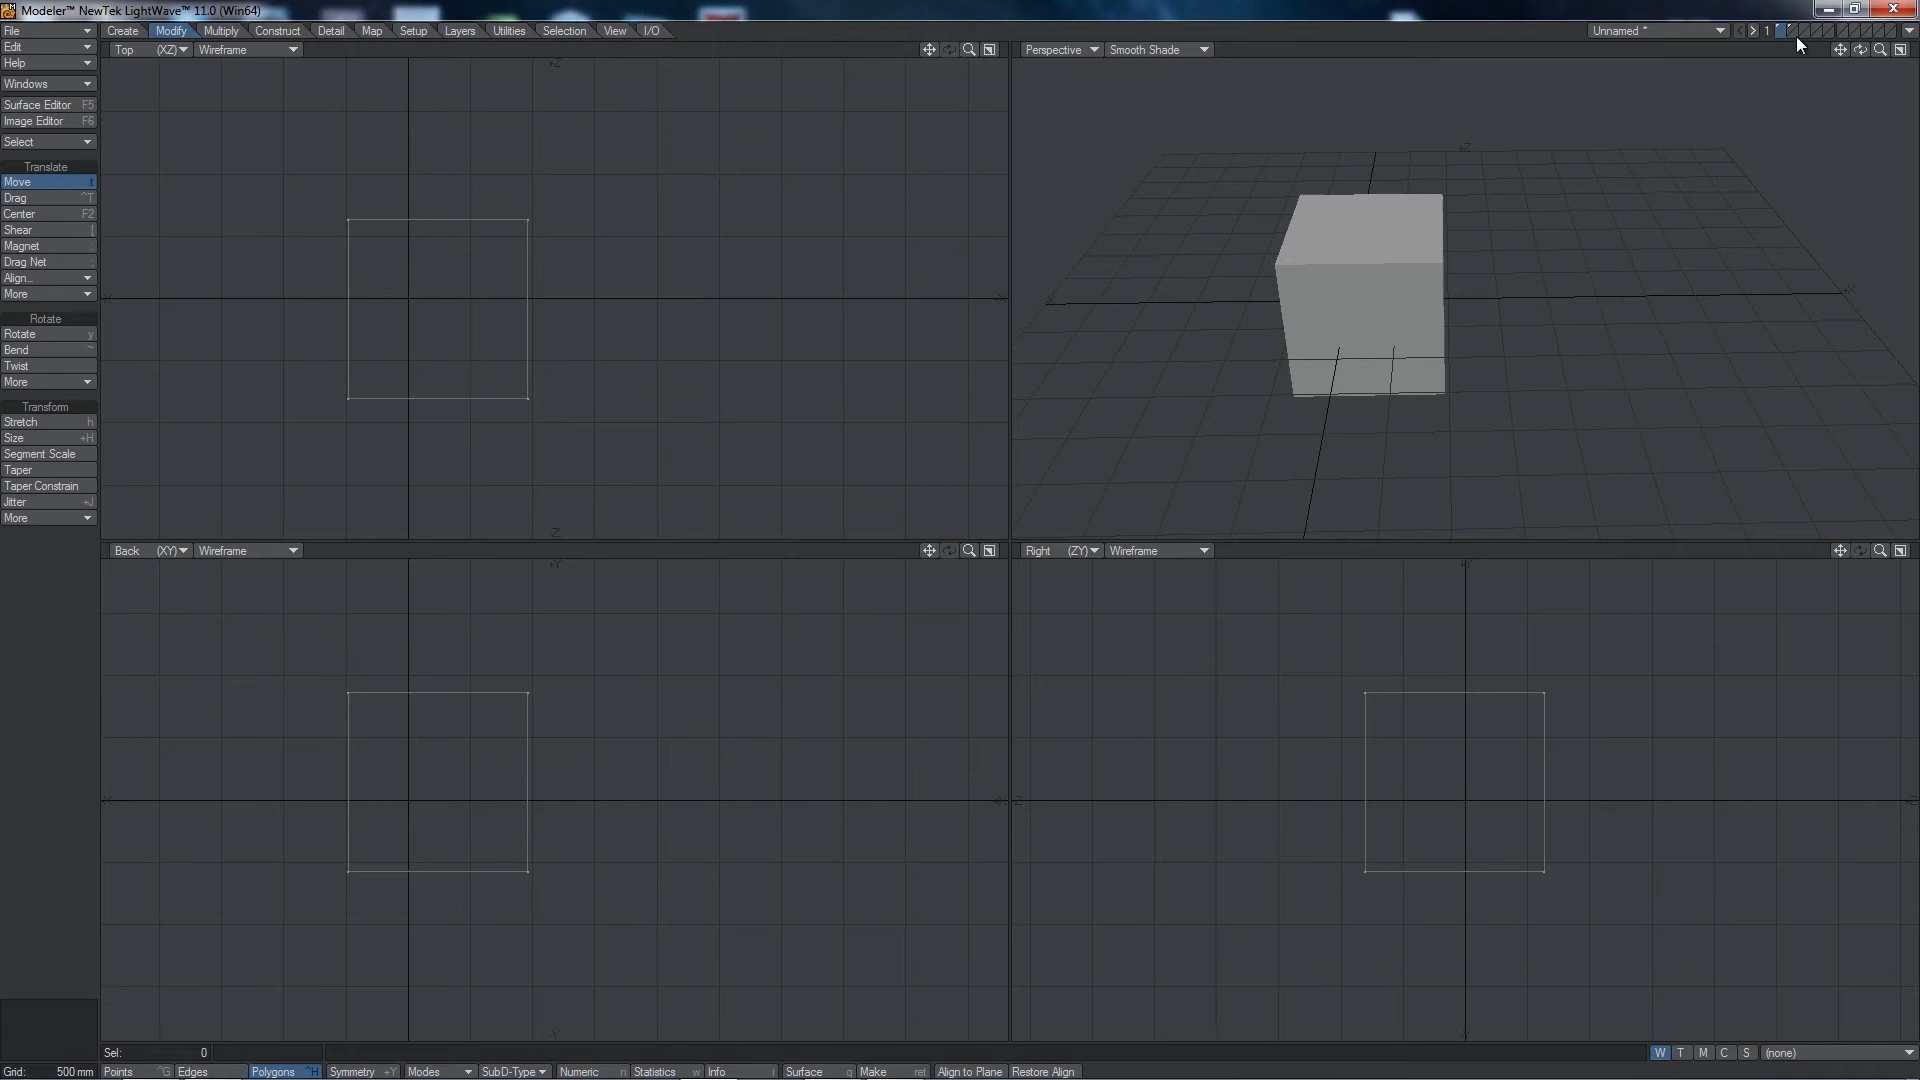 Modeler™ NewTek LightWave™ 11.0 (Win64)
File
Create Modify Multiply Construct Detail Map Setup Layers Utilities Selection View I/O
Unnamed * < > 1
Edit
Top (XZ) Wireframe
Perspective Smooth Shade
Help
Windows
Surface Editor F5
Image Editor F6
Select
Translate
Move t
Drag ^T
Center F2
Shear [
Magnet :
Drag Net ;
Align...
More
Rotate
Rotate y
Bend ~
Twist
More
Transform
Stretch h
Size +H
Segment Scale
Taper
Taper Constrain
Jitter +J
More
Back (XY) Wireframe
Right (ZY) Wireframe
Sel: 0
W T M C S (none)
Grid: 500 mm Points ^G Edges Polygons ^H Symmetry +Y Modes SubD-Type Numeric n Statistics w Info i Surface q Make ret Align to Plane Restore Align